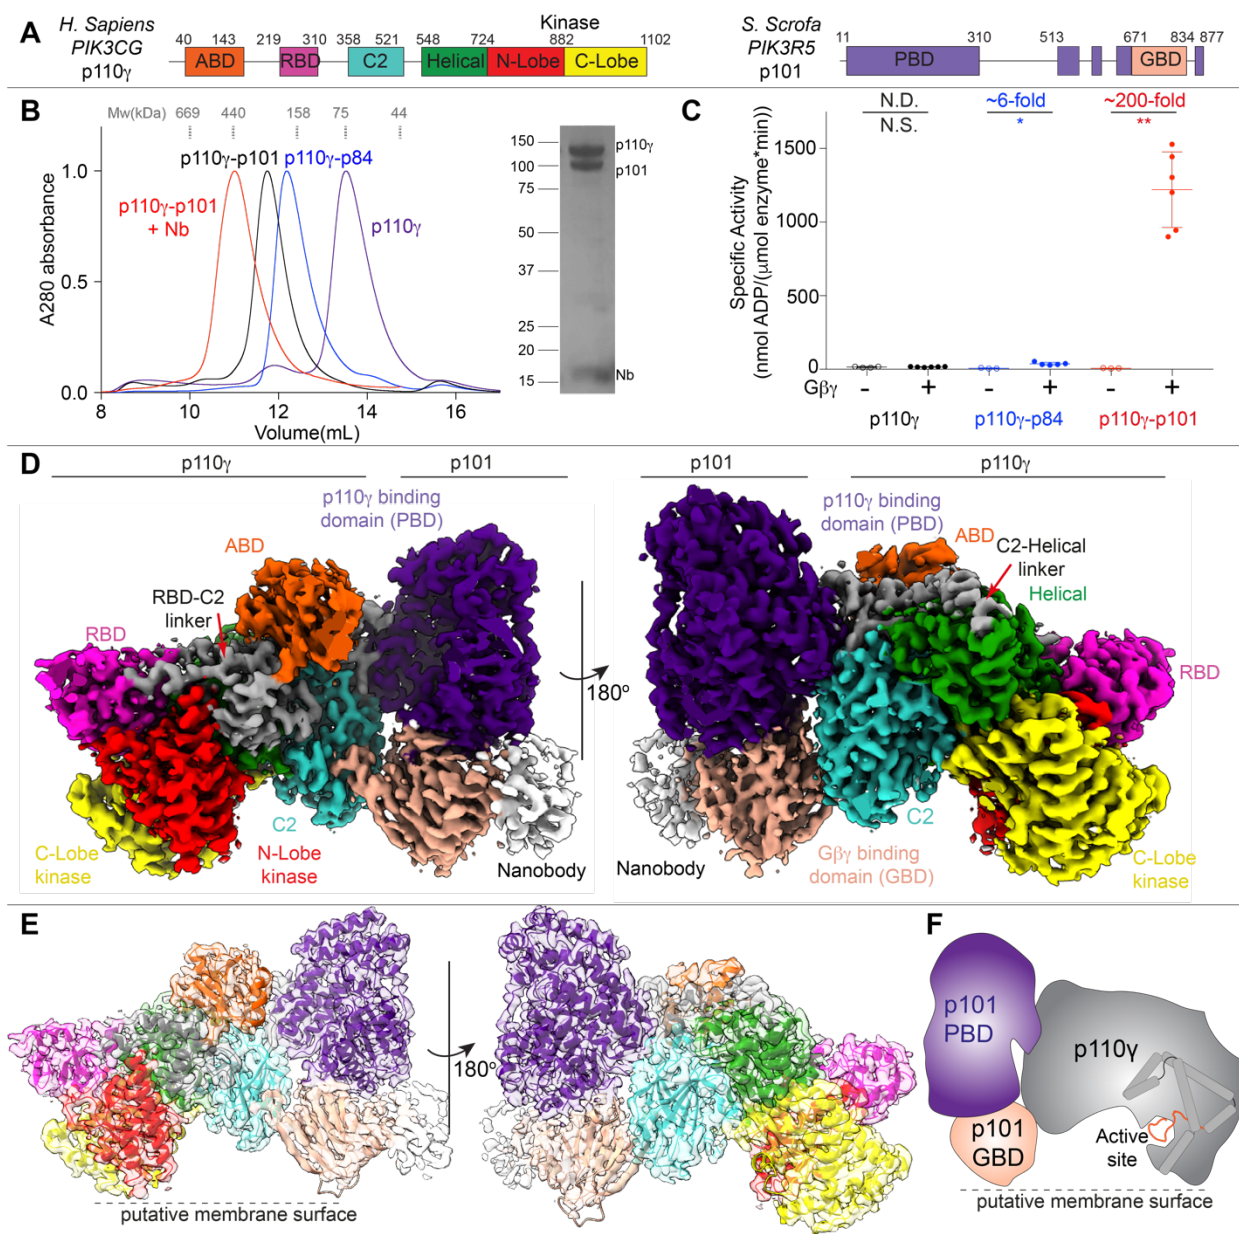 A
H. Sapiens
PIK3CG
p110γ
Kinase
40 143 219 310 358 521 548 724 882 1102
ABD RBD C2 Helical N-Lobe C-Lobe
S. Scrofa
PIK3R5
p101
11 310 513 671 834 877
PBD GBD
B
Mw(kDa) 669 440 158 75 44
p110γ-p101 p110γ-p84
p110γ-p101
+ Nb
p110γ
A280 absorbance
1.0
0.5
0.0
8 10 12 14 16
Volume(mL)
150
100
75
50
37
25
20
15
p110γ
p101
Nb
C
N.D. ~6-fold ~200-fold
N.S. * **
Specific Activity
(nmol ADP/(μmol enzyme*min))
1500
1000
500
0
Gβγ - + - + - +
p110γ p110γ-p84 p110γ-p101
D
p110γ p101 p101 p110γ
p110γ binding
domain (PBD)
ABD
RBD-C2
linker
RBD
C-Lobe
kinase
N-Lobe
kinase
C2
Nanobody
180º
p110γ binding
domain (PBD)
ABD
C2-Helical
linker
Helical
RBD
Nanobody
Gβγ binding
domain (GBD)
C2
C-Lobe
kinase
E
180º
putative membrane surface
F
p101
PBD
p110γ
p101
GBD
Active
site
putative membrane surface